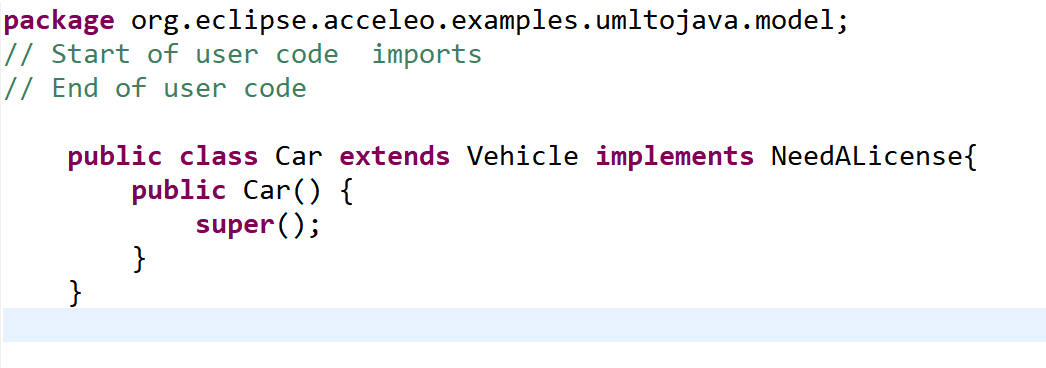 package org.eclipse.acceleo.examples.umltojava.model;
// Start of user code  imports
// End of user code
public class Car extends Vehicle implements NeedALicense{
public Car() {
super();
}
}